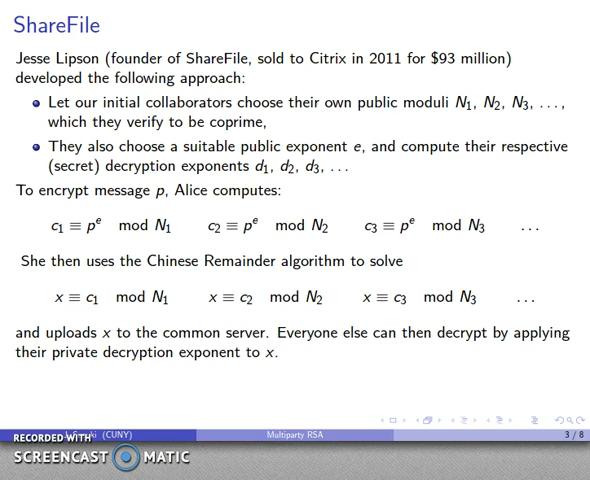 ShareFile
Jesse Lipson (founder of ShareFile, sold to Citrix in 2011 for $93 million)
developed the following approach:
Let our initial collaborators choose their own public moduli N₁, N₂, N₃, ...,
which they verify to be coprime,
They also choose a suitable public exponent e, and compute their respective
(secret) decryption exponents d₁, d₂, d₃, ...
To encrypt message p, Alice computes:
c₁ ≡ pᵉ mod N₁ c₂ ≡ pᵉ mod N₂ c₃ ≡ pᵉ mod N₃ ...
She then uses the Chinese Remainder algorithm to solve
x ≡ c₁ mod N₁ x ≡ c₂ mod N₂ x ≡ c₃ mod N₃ ...
and uploads x to the common server. Everyone else can then decrypt by applying
their private decryption exponent to x.
(CUNY) Multiparty RSA 3 / 8
RECORDED WITH
SCREENCAST MATIC